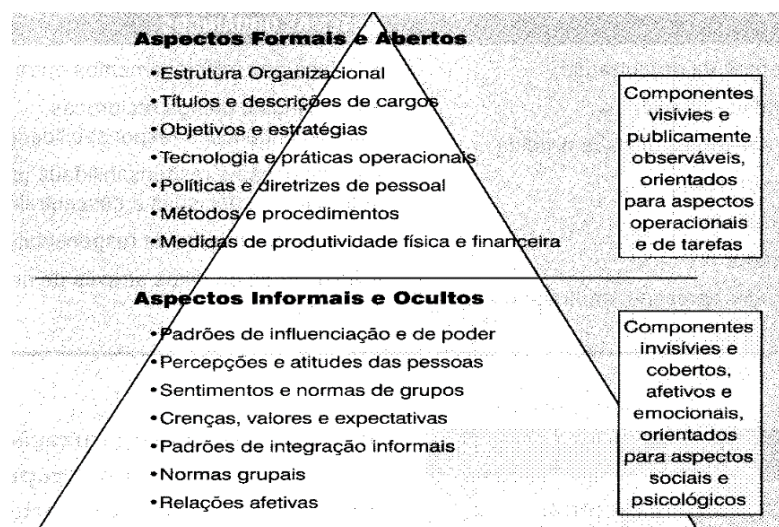 Aspectos Formais e Abertos
•Estrutura Organizacional
•Títulos e descrições de cargos
•Objetivos e estratégias
•Tecnologia e práticas operacionais
•Políticas e diretrizes de pessoal
•Métodos e procedimentos
•Medidas de produtividade física e financeira
Componentes
visívies e
publicamente
observáveis,
orientados
para aspectos
operacionais
e de tarefas
Aspectos Informais e Ocultos
•Padrões de influenciação e de poder
•Percepções e atitudes das pessoas
•Sentimentos e normas de grupos
•Crenças, valores e expectativas
•Padrões de integração informais
•Normas grupais
•Relações afetivas
Componentes
invisívies e
cobertos,
afetivos e
emocionais,
orientados
para aspectos
sociais e
psicológicos